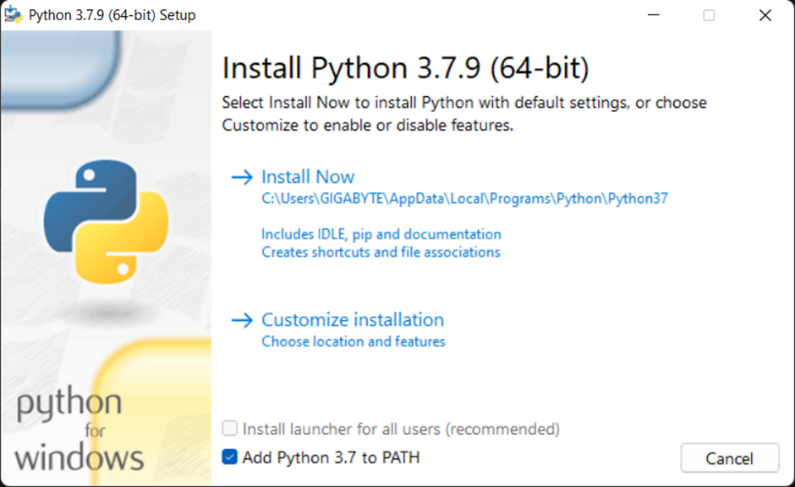 Python 3.7.9 (64-bit) Setup
Install Python 3.7.9 (64-bit)
Select Install Now to install Python with default settings, or choose
Customize to enable or disable features.
Install Now
C:\Users\GIGABYTE\AppData\Local\Programs\Python\Python37
Includes IDLE, pip and documentation
Creates shortcuts and file associations
Customize installation
Choose location and features
python
for
windows
Install launcher for all users (recommended)
Add Python 3.7 to PATH
Cancel